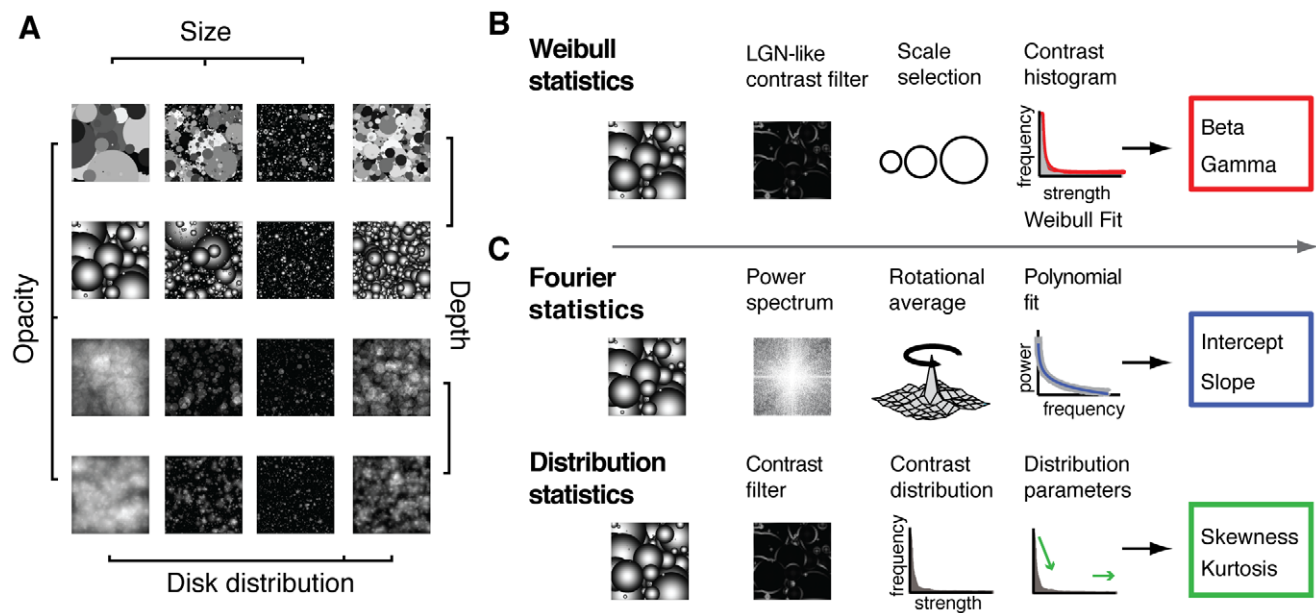 A
Size
Opacity
Depth
Disk distribution
B
Weibull
statistics
LGN-like
contrast filter
Scale
selection
Contrast
histogram
frequency
strength
Weibull Fit
Beta
Gamma
C
Fourier
statistics
Power
spectrum
Rotational
average
Polynomial
fit
power
frequency
Intercept
Slope
Distribution
statistics
Contrast
filter
Contrast
distribution
frequency
strength
Distribution
parameters
Skewness
Kurtosis